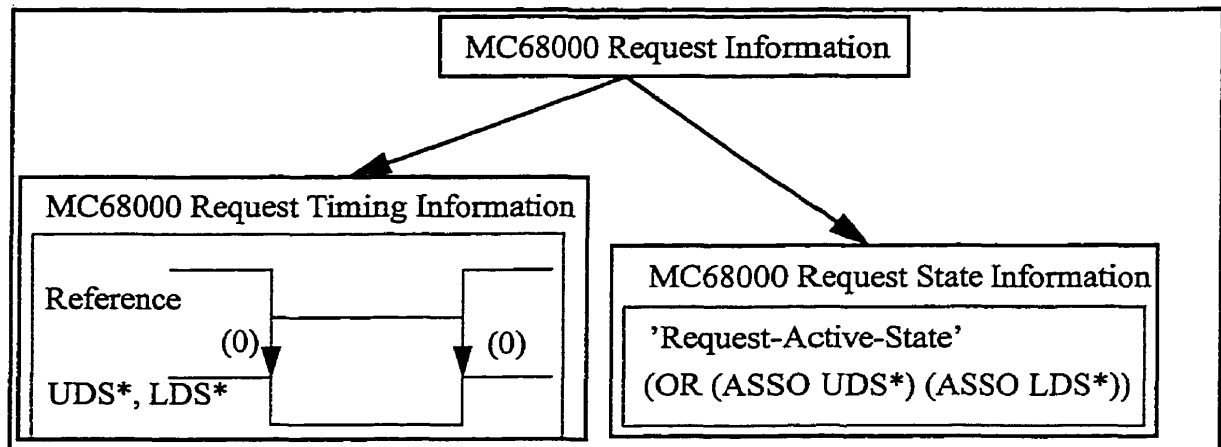 MC68000 Request Information
MC68000 Request Timing Information
Reference
(0)
(0)
UDS*, LDS*
MC68000 Request State Information
’Request-Active-State’
(OR (ASSO UDS*) (ASSO LDS*))